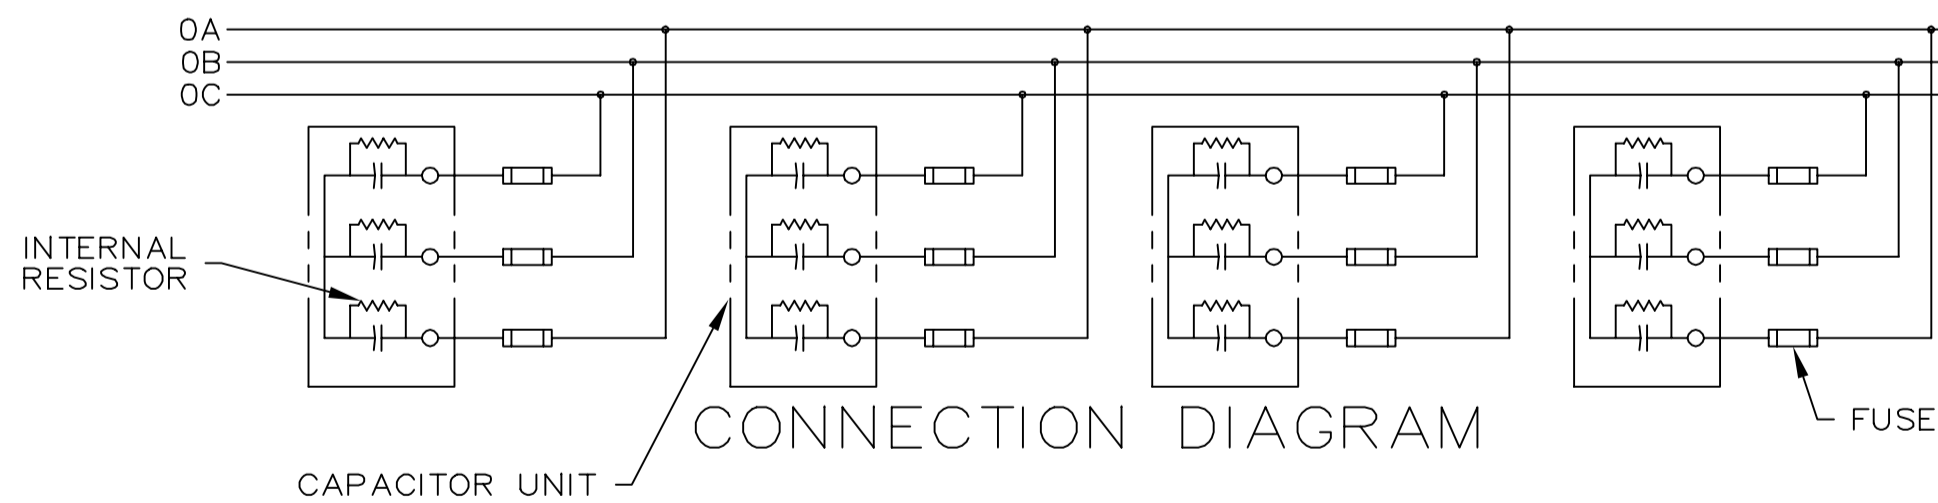 0A
0B
0C
INTERNAL
RESISTOR
CONNECTION DIAGRAM
FUSE
CAPACITOR UNIT